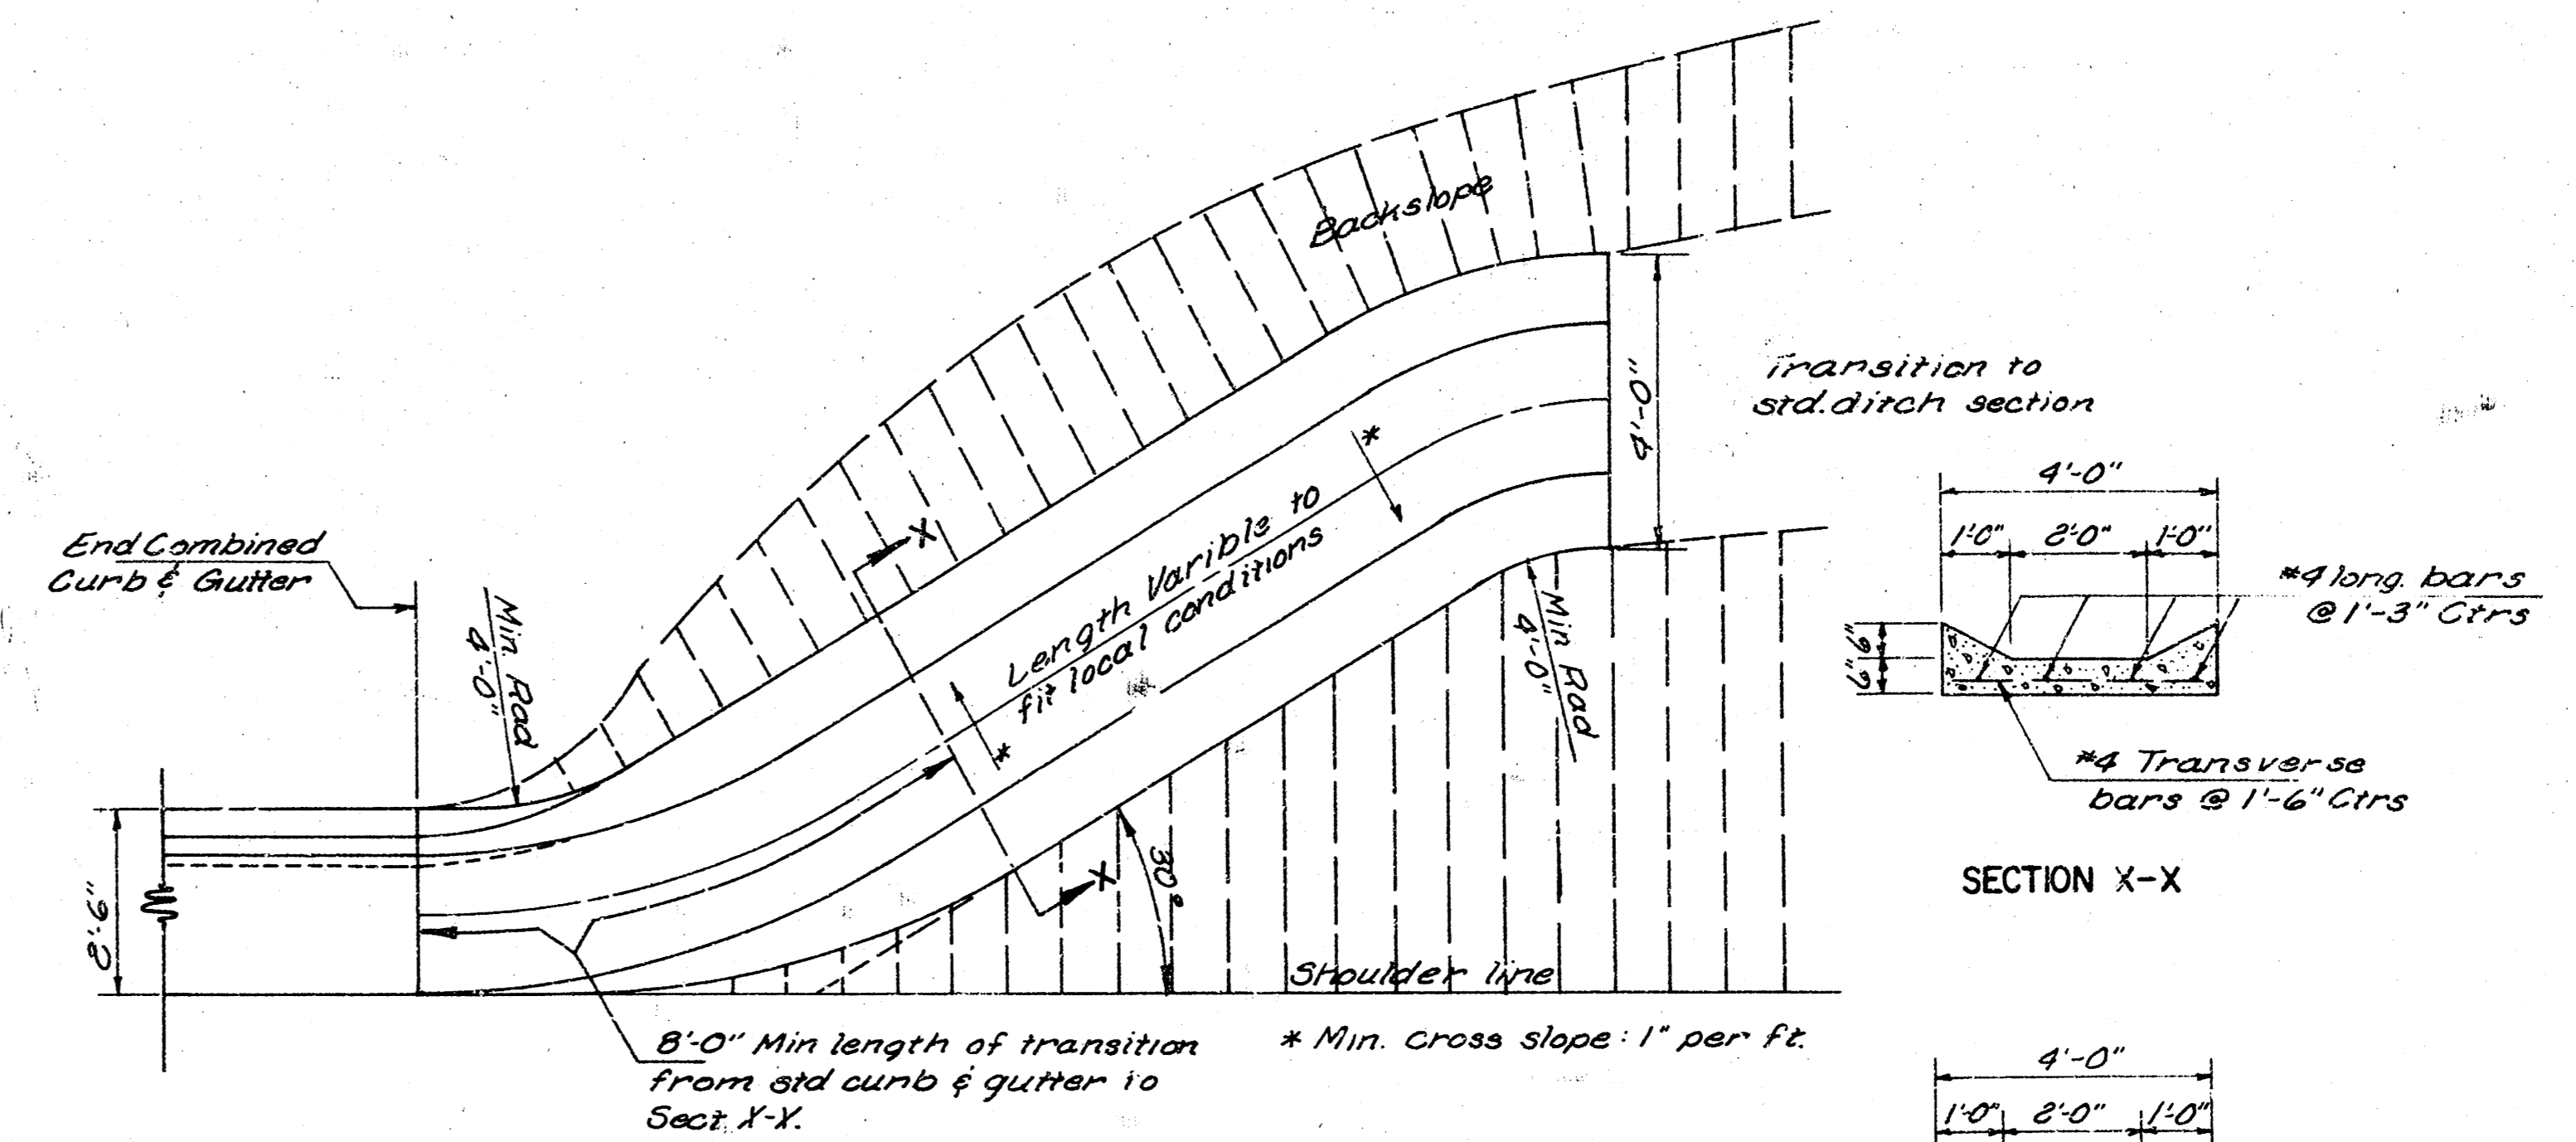 Backslope
Transition to
std. ditch section
4'-0"
4'-0"
1'-0" 2'-0" 1'-0"
#4 long. bars
@ 1'-3" Ctrs
6"
6"
#4 Transverse
bars @ 1'-6" Ctrs
SECTION X-X
End Combined
Curb & Gutter
Min. Rad
4'-0"
X
*
Length Varible to
fit local conditions
*
Min Rad
4'-0"
X
30°
2'-6"
Shoulder line
8'-0" Min length of transition
from std curb & gutter to
Sect X-X.
* Min. cross slope: 1" per ft.
4'-0"
1'-0" 2'-0" 1'-0"